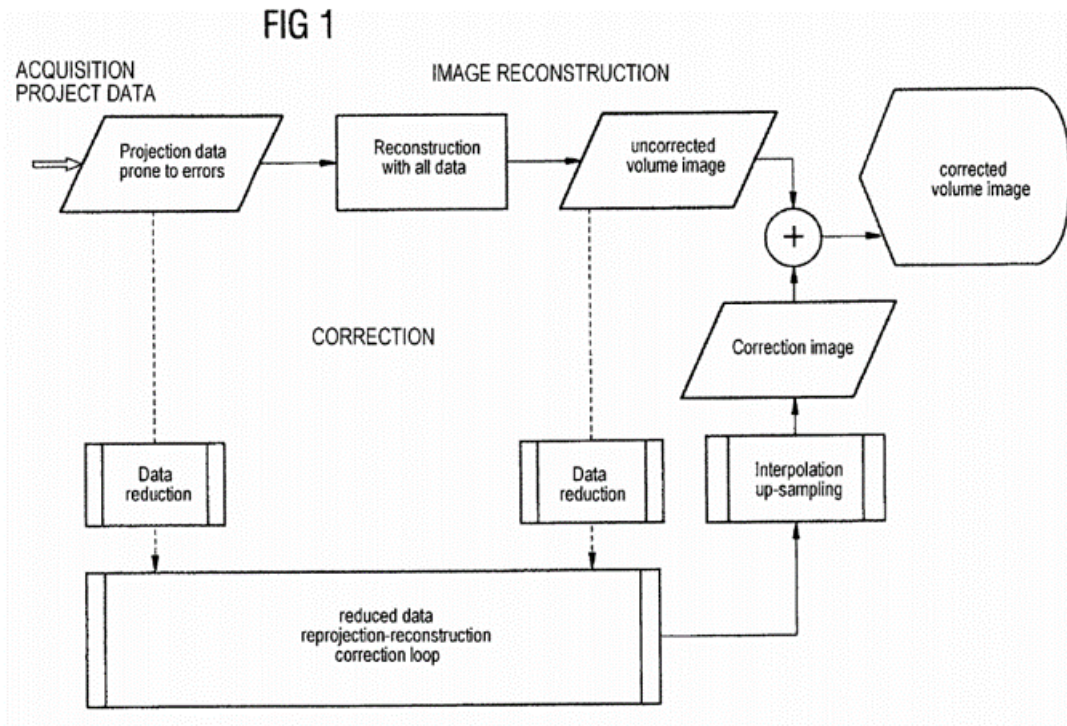 FIG 1
ACQUISITION
PROJECT DATA
IMAGE RECONSTRUCTION
Projection data
prone to errors
Reconstruction
with all data
uncorrected
volume image
corrected
volume image
+
CORRECTION
Correction image
Data
reduction
Data
reduction
Interpolation
up-sampling
reduced data
reprojection-reconstruction
correction loop